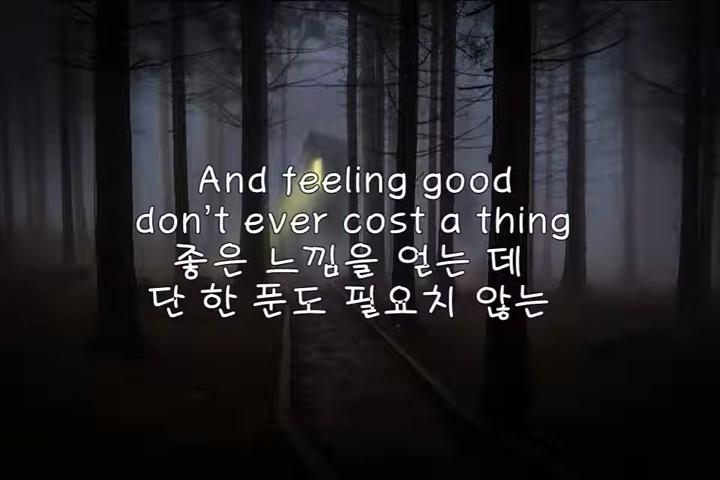 And feeling good
don't ever cost a thing
좋은 느낌을 얻는 데
단 한 푼도 필요치 않는